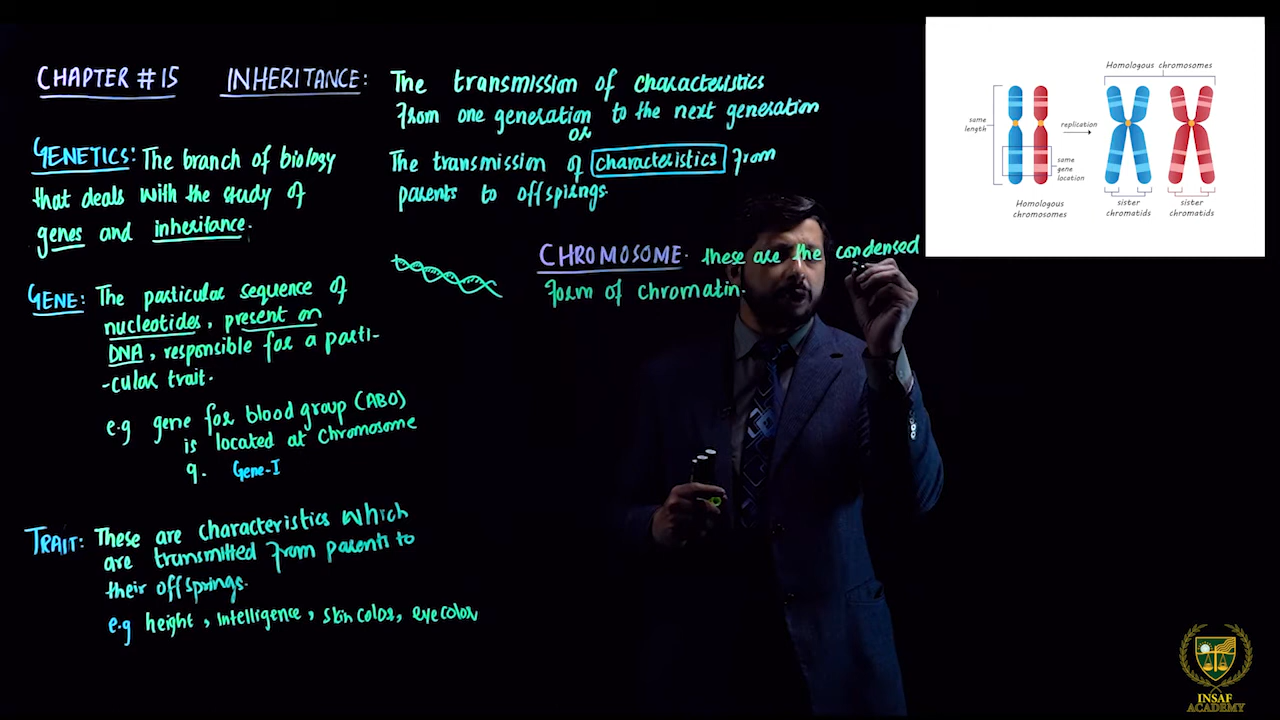 CHAPTER #15
INHERITANCE: The transmission of characteristics
from one generation to the next generation
OR
The transmission of characteristics from
parents to offsprings.
GENETICS: The branch of biology
that deals with the study of
genes and inheritance.
GENE: The particular sequence of
nucleotides, present on
DNA, responsible for a parti-
-cular trait.
e.g gene for blood group (ABO)
is located at chromosome
9. Gene-I
TRAIT: These are characteristics which
are transmitted from parents to
their offsprings.
e.g height, intelligence, skin color, eye color
CHROMOSOME. these are the condensed
form of chromatin.
Homologous chromosomes
same
length
replication
same
gene
location
Homologous
chromosomes
sister
chromatids
sister
chromatids
INSAF
ACADEMY